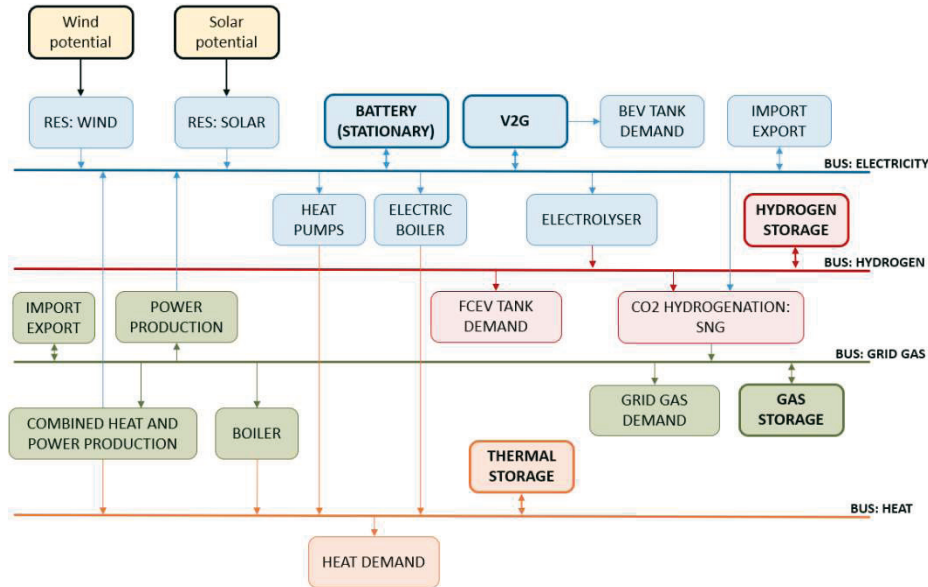 Wind
potential
Solar
potential
RES: WIND
RES: SOLAR
BATTERY
(STATIONARY)
V2G
BEV TANK
DEMAND
IMPORT
EXPORT
BUS: ELECTRICITY
HEAT
PUMPS
ELECTRIC
BOILER
ELECTROLYSER
HYDROGEN
STORAGE
BUS: HYDROGEN
IMPORT
EXPORT
POWER
PRODUCTION
FCEV TANK
DEMAND
CO2 HYDROGENATION:
SNG
BUS: GRID GAS
COMBINED HEAT AND
POWER PRODUCTION
BOILER
GRID GAS
DEMAND
GAS
STORAGE
THERMAL
STORAGE
BUS: HEAT
HEAT DEMAND